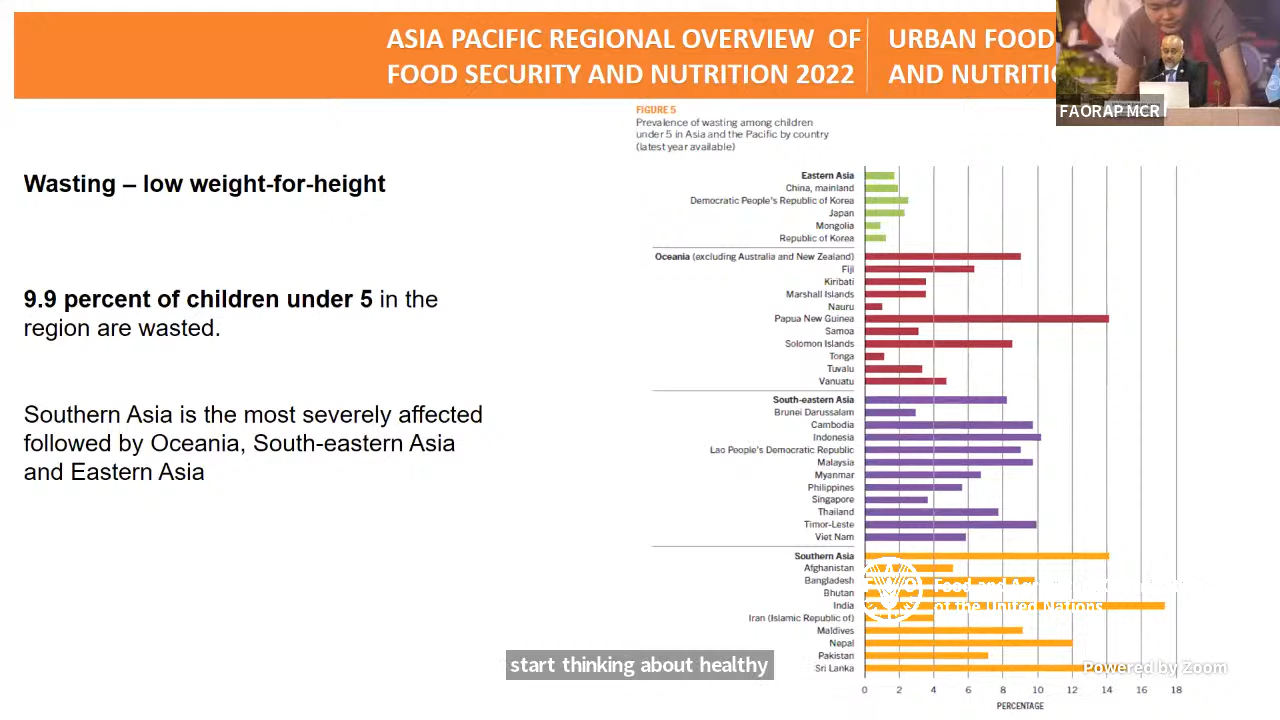 ASIA PACIFIC REGIONAL OVERVIEW OF
FOOD SECURITY AND NUTRITION 2022
URBAN FOOD
AND NUTRITI
FAORAP MCR
FIGURE 5
Prevalence of wasting among children
under 5 in Asia and the Pacific by country
(latest year available)
Wasting – low weight-for-height
9.9 percent of children under 5 in the
region are wasted.
Southern Asia is the most severely affected
followed by Oceania, South-eastern Asia
and Eastern Asia
Eastern Asia
China, mainland
Democratic People's Republic of Korea
Japan
Mongolia
Republic of Korea
Oceania (excluding Australia and New Zealand)
Fiji
Kiribati
Marshall Islands
Nauru
Papua New Guinea
Samoa
Solomon Islands
Tonga
Tuvalu
Vanuatu
South-eastern Asia
Brunei Darussalam
Cambodia
Indonesia
Lao People's Democratic Republic
Malaysia
Myanmar
Philippines
Singapore
Thailand
Timor-Leste
Viet Nam
Southern Asia
Afghanistan
Bangladesh
Bhutan
India
Iran (Islamic Republic of)
Maldives
Nepal
Pakistan
Sri Lanka
0 2 4 6 8 10 12 14 16 18
PERCENTAGE
Food and
of the United Nations
start thinking about healthy
Powered by Zoom